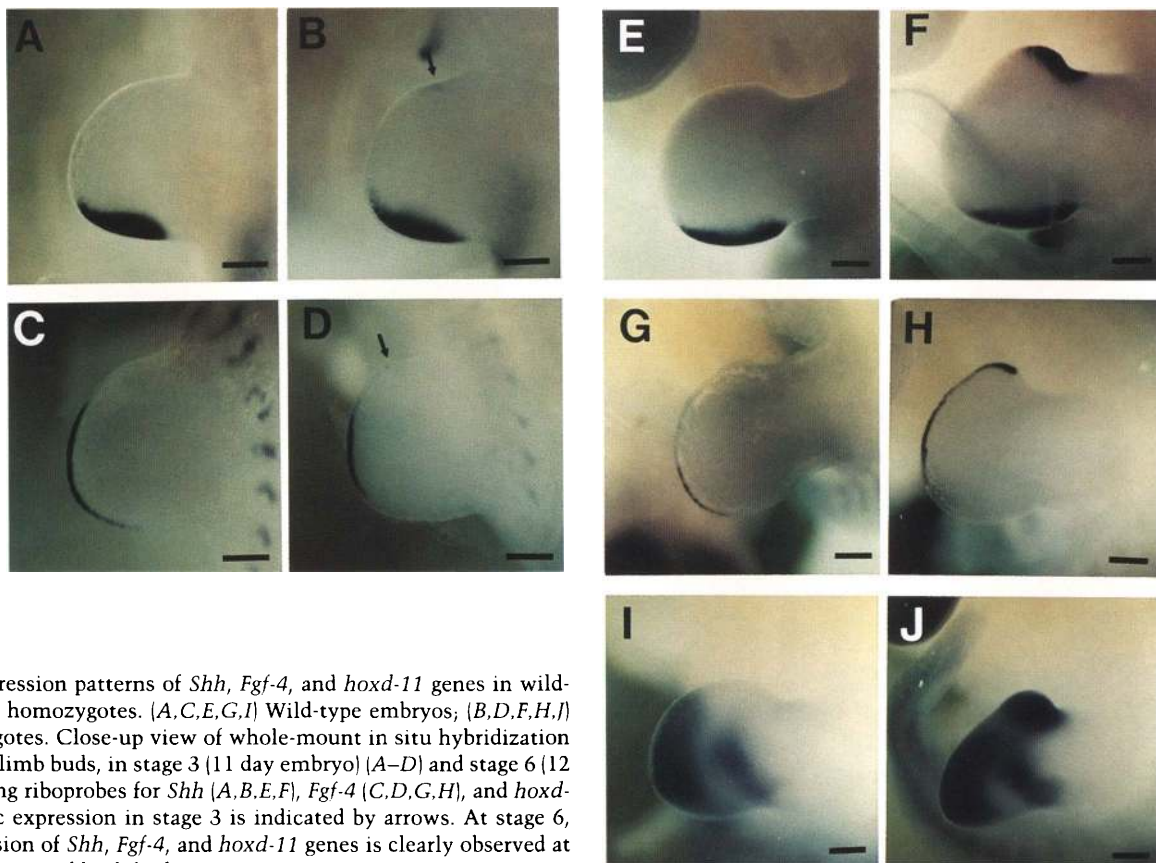 A
B
E
F
C
D
G
H
I
J
ression patterns of Shh, Fgf-4, and hoxd-11 genes in wild-
homozygotes. (A,C,E,G,I) Wild-type embryos; (B,D,F,H,J)
gotes. Close-up view of whole-mount in situ hybridization
limb buds, in stage 3 (11 day embryo) (A–D) and stage 6 (12
ng riboprobes for Shh (A,B,E,F), Fgf-4 (C,D,G,H), and hoxd-
c expression in stage 3 is indicated by arrows. At stage 6,
sion of Shh, Fgf-4, and hoxd-11 genes is clearly observed at